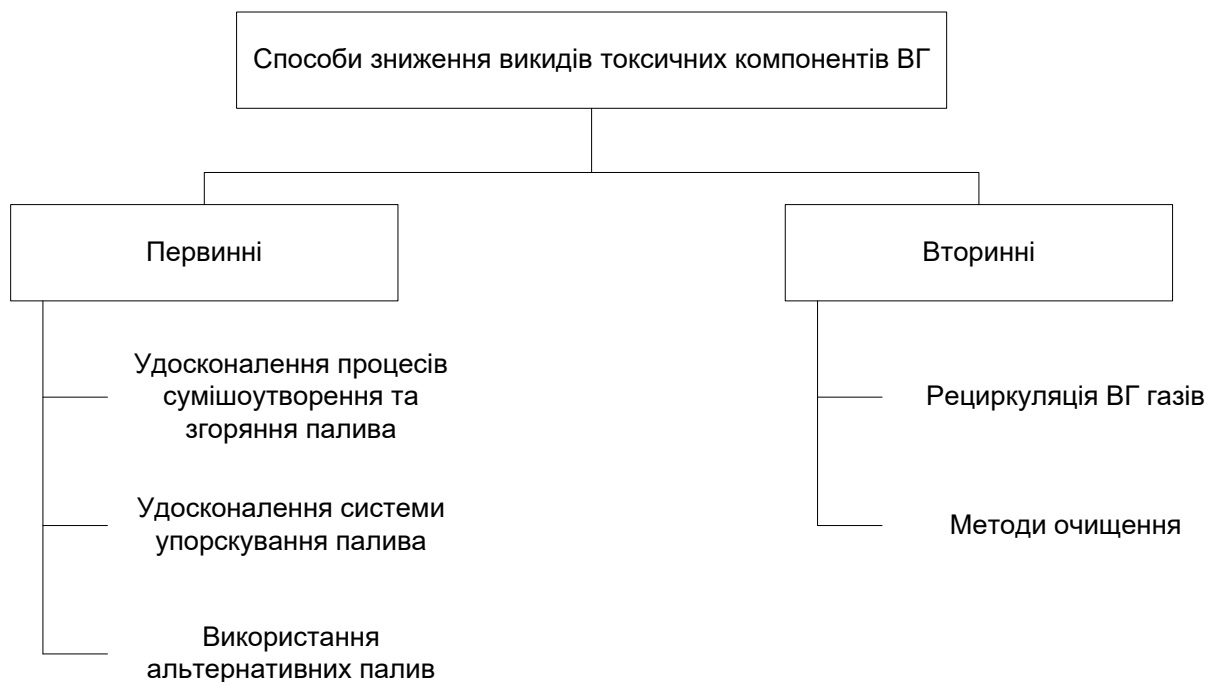 Способи зниження викидів токсичних компонентів ВГ
Первинні
Вторинні
Удосконалення процесів
сумішоутворення та
згоряння палива
Рециркуляція ВГ газів
Удосконалення системи
упорскування палива
Методи очищення
Використання
альтернативних палив